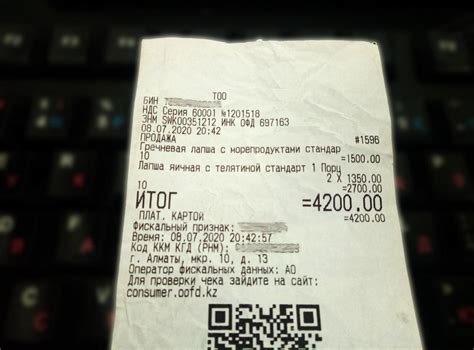 ТОО
БИН
НДС Серия 60001 №1201518
ЗНМ SWK00351212 ИНК ОФД 697163
08.07.2020 20:42
ПРОДАЖА #1596
Гречневая лапша с морепродуктами стандар
10 =1500.00
Лапша яичная с телятиной стандарт 1 Порц
2 X 1350.00
10 =2700.00
ИТОГ =4200.00
ПЛАТ. КАРТОЙ =4200.00
Фискальный признак:
Время: 08.07.2020 20:42:57
Код ККМ КГД (РНМ):
г. Алматы, мкр. 10, д. 13
Оператор фискальных данных: АО
Для проверки чека зайдите на сайт:
consumer.oofd.kz